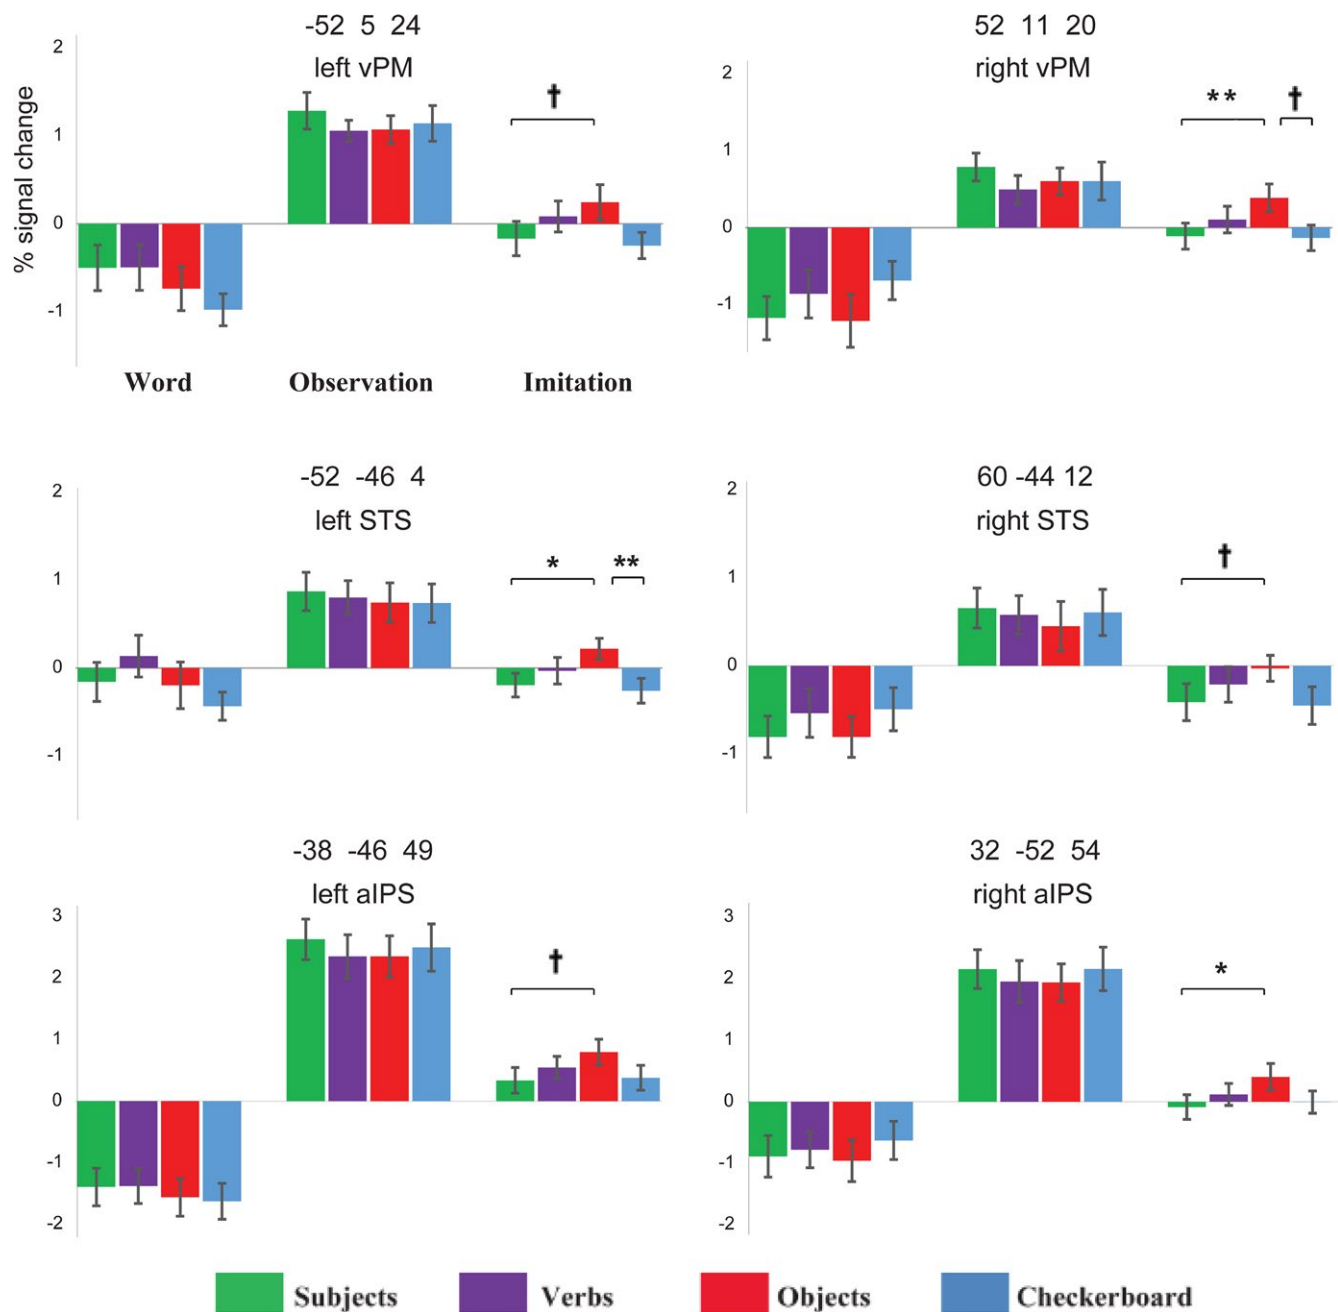 -52 5 24
left vPM
2
1
0
-1
% signal change
†
Word Observation Imitation
52 11 20
right vPM
2
1
0
-1
** †
-52 -46 4
left STS
2
1
0
-1
* **
60 -44 12
right STS
2
1
0
-1
†
-38 -46 49
left aIPS
3
2
1
0
-1
-2
†
32 -52 54
right aIPS
3
2
1
0
-1
-2
*
Subjects Verbs Objects Checkerboard